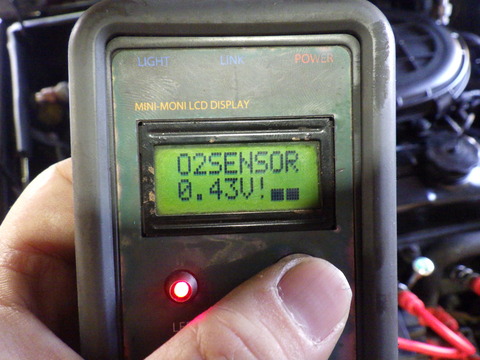 LIGHT LINK POWER
MINI-MONI LCD DISPLAY
O2SENSOR
0.43V!